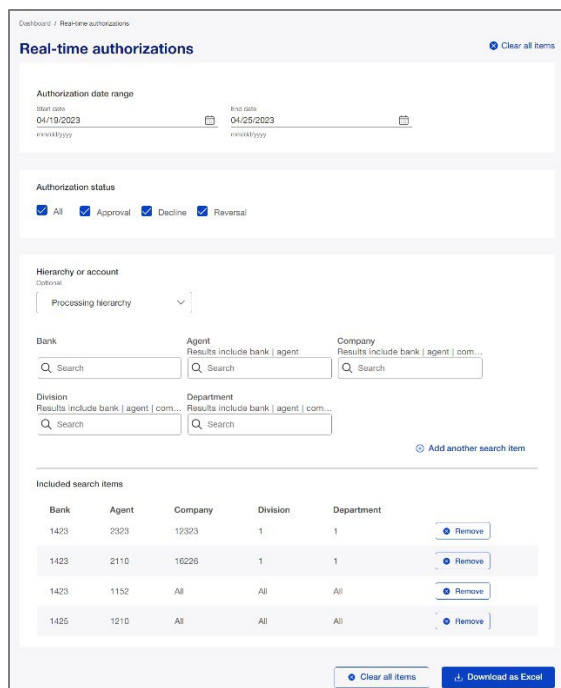 Dashboard / Real-time authorizations
Real-time authorizations
Clear all items
Authorization date range
Start date
End date
04/19/2023
04/25/2023
mm/dd/yyyy
mm/dd/yyyy
Authorization status
All Approval Decline Reversal
Hierarchy or account
Optional
Processing hierarchy
Bank Agent Company
Results include bank | agent Results include bank | agent | com...
Search Search Search
Division Department
Results include bank | agent | com... Results include bank | agent | com...
Search Search
Add another search item
Included search items
Bank Agent Company Division Department
1423 2323 12323 1 1 Remove
1423 2110 16226 1 1 Remove
1423 1152 All All All Remove
1425 1210 All All All Remove
Clear all items Download as Excel